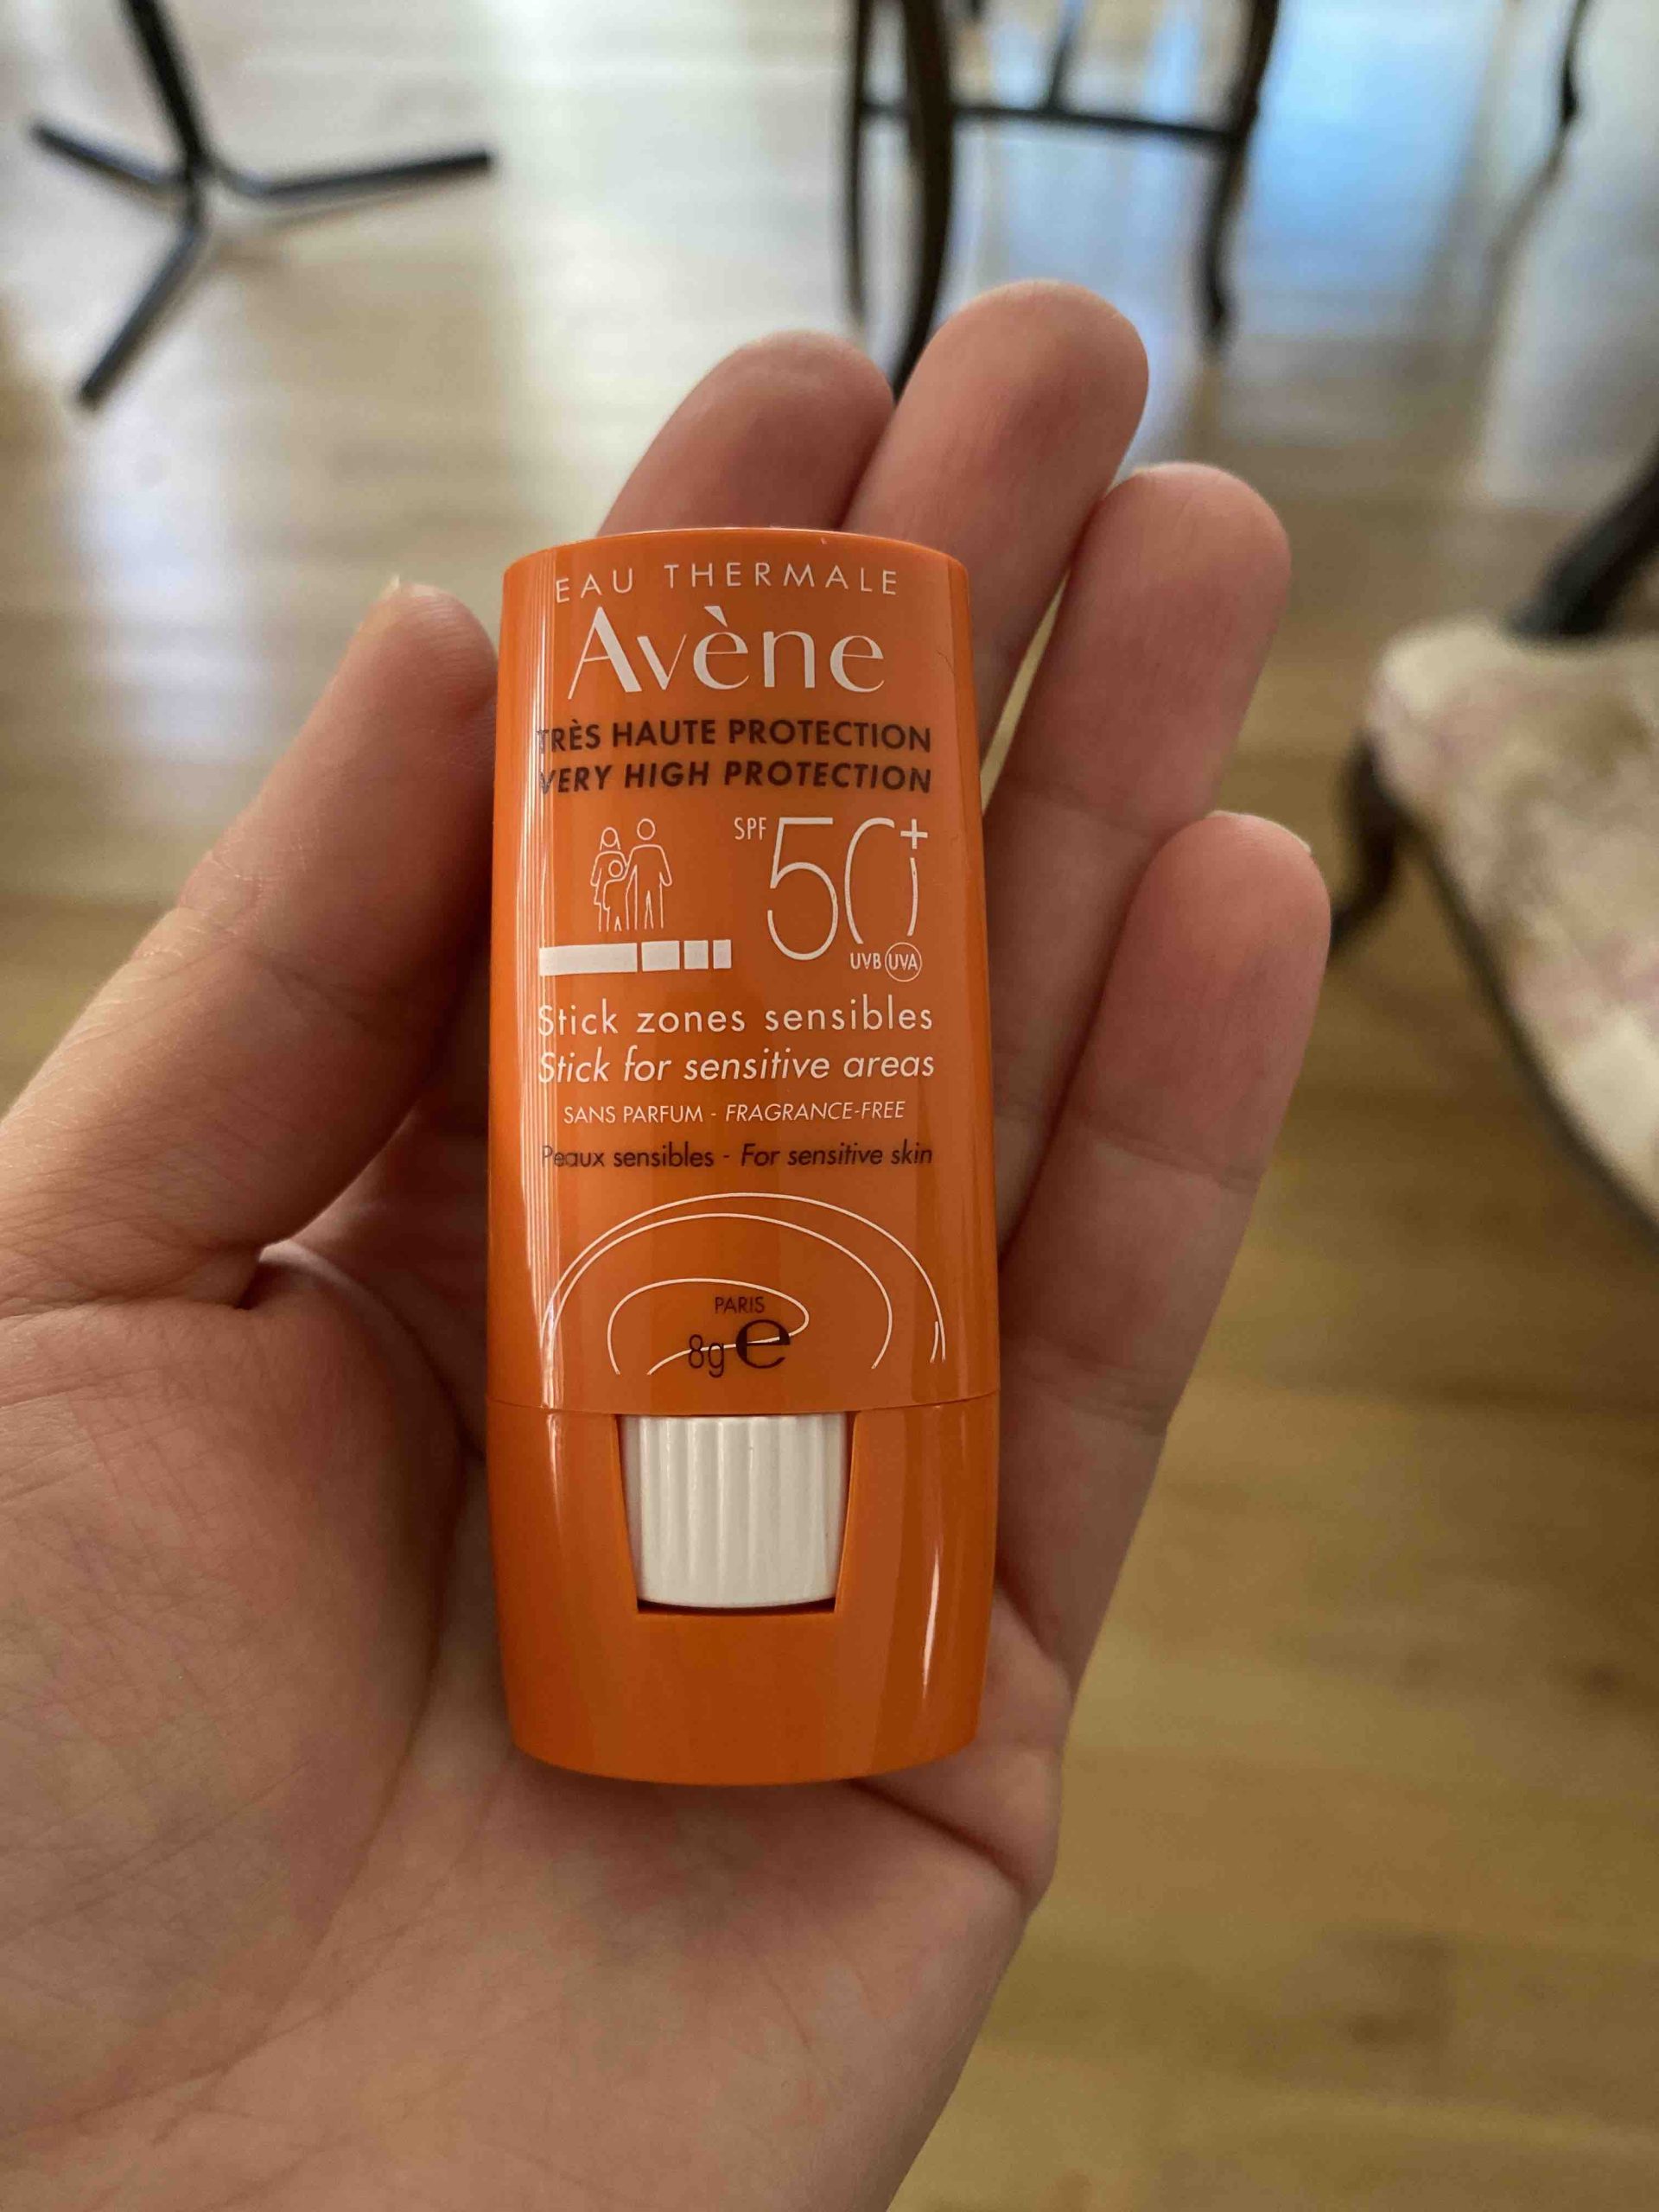 EAU THERMALE
Avène
TRÈS HAUTE PROTECTION
VERY HIGH PROTECTION
SPF 50+
UVB UVA
Stick zones sensibles
Stick for sensitive areas
SANS PARFUM - FRAGRANCE-FREE
Peaux sensibles - For sensitive skin
PARIS
8g e